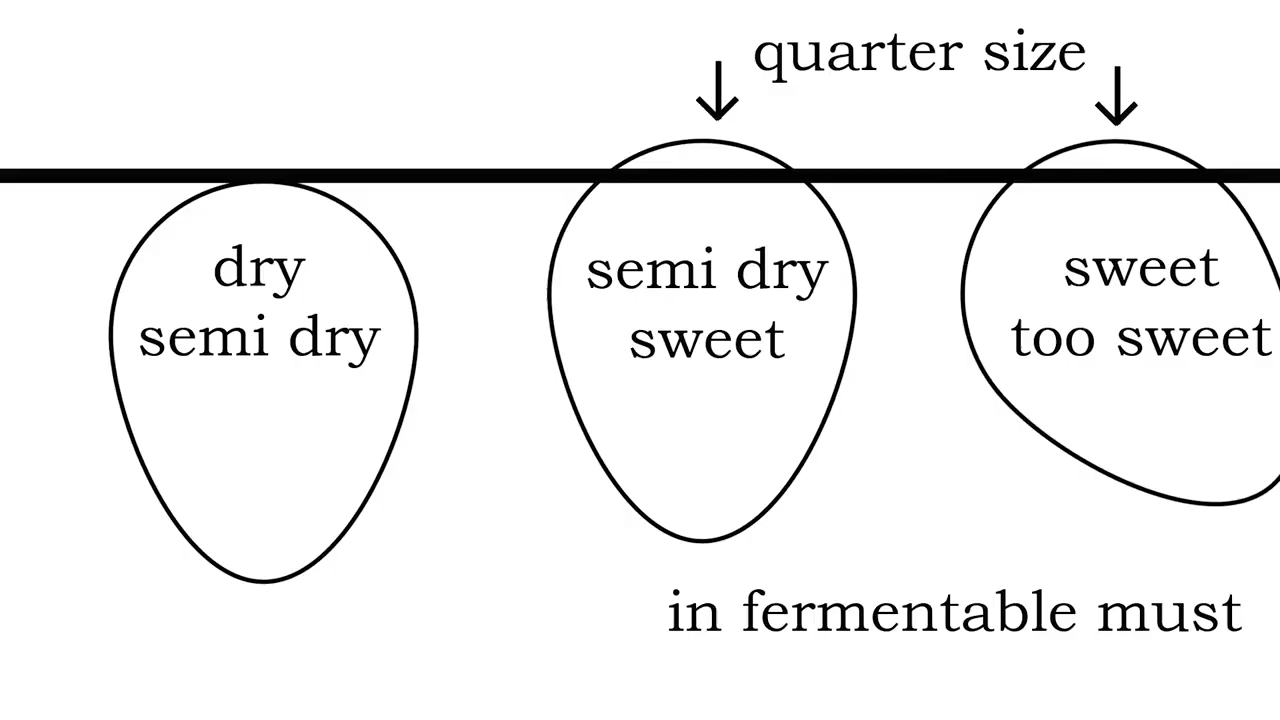 quarter size
dry
semi dry
semi dry
sweet
sweet
too sweet
in fermentable must